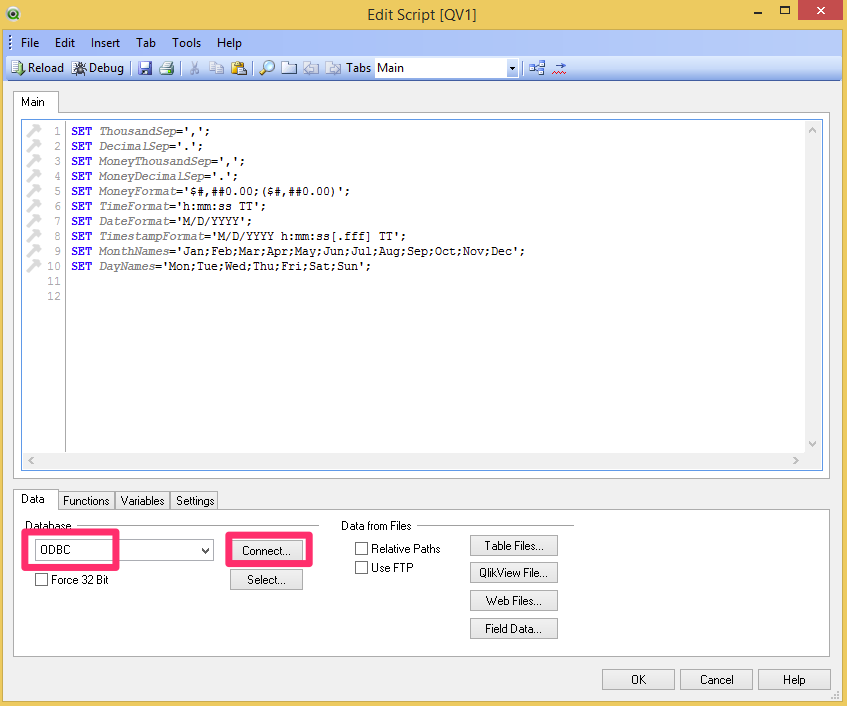 Edit Script [QV1]
File Edit Insert Tab Tools Help
Reload Debug Tabs Main
Main
1 SET ThousandSep=',';
2 SET DecimalSep='.';
3 SET MoneyThousandSep=',';
4 SET MoneyDecimalSep='.';
5 SET MoneyFormat='$#,##0.00;($#,##0.00)';
6 SET TimeFormat='h:mm:ss TT';
7 SET DateFormat='M/D/YYYY';
8 SET TimestampFormat='M/D/YYYY h:mm:ss[.fff] TT';
9 SET MonthNames='Jan;Feb;Mar;Apr;May;Jun;Jul;Aug;Sep;Oct;Nov;Dec';
10 SET DayNames='Mon;Tue;Wed;Thu;Fri;Sat;Sun';
11
12
Data Functions Variables Settings
Database Data from Files
ODBC Connect... Relative Paths Table Files...
Use FTP QlikView File...
Force 32 Bit Select...
Web Files...
Field Data...
OK Cancel Help